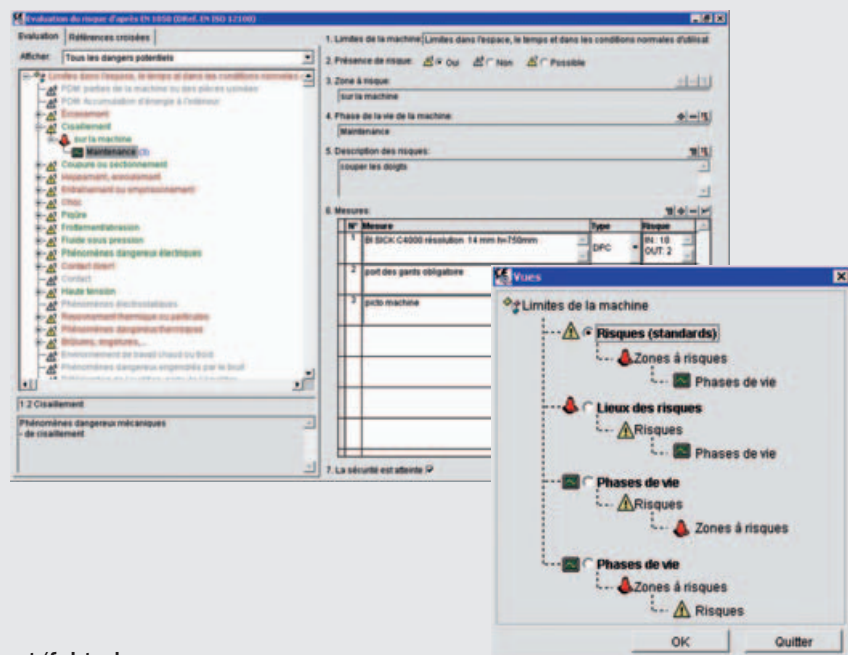 Evaluation du risque d'après EN 1050 (DRef. EN ISO 12100)
Evaluation
Références croisées
Afficher:
Tous les dangers potentiels
Limites dans l'espace, le temps et dans les conditions normales
PDM: parties de la machine ou des pièces usinées
PDM: Accumulation d'énergie à l'intérieur
Ecrasement
Cisaillement
sur la machine
Maintenance (3)
Coupure ou sectionnement
Happement, enroulement
Entraînement ou emprisonnement
Choc
Piqûre
Frottement/abrasion
Fluide sous pression
Phénomènes dangereux électriques
Contact direct
Contact
Haute tension
Phénomènes électrostatiques
Rayonnement thermique ou particules
Phénomènes dangereux thermiques
Brûlures, engelures,...
Environnement de travail chaud ou froid
Phénomènes dangereux engendrés par le bruit
1.2 Cisaillement
Phénomènes dangereux mécaniques
- de cisaillement
1. Limites de la machine: Limites dans l'espace, le temps et dans les conditions normales d'utilisat
2. Présence de risque: Oui Non Possible
3. Zone à risque:
sur la machine
4. Phase de la vie de la machine:
Maintenance
5. Description des risques:
couper les doigts
6. Mesures:
N° Mesure Type Risque
1 BI SICK C4000 résolution 14 mm h=750mm DPC IN : 10
OUT: 2
2 port des gants obligatoire
3 picto machine
7. La sécurité est atteinte
Vues
Limites de la machine
Risques (standards)
Zones à risques
Phases de vie
Lieux des risques
Risques
Phases de vie
Phases de vie
Risques
Zones à risques
Phases de vie
Zones à risques
Risques
OK
Quitter